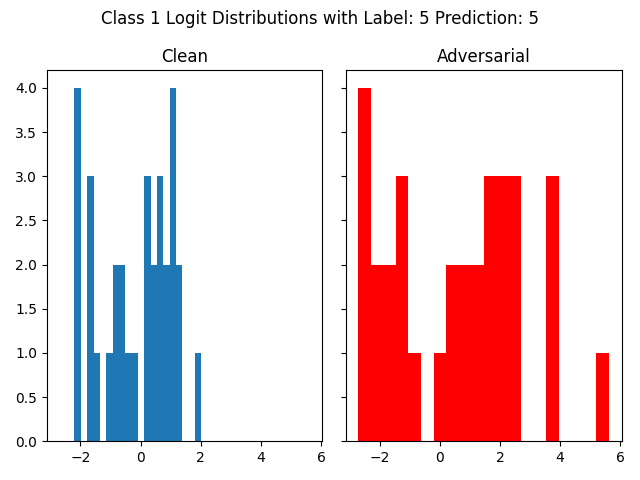 Class 1 Logit Distributions with Label: 5 Prediction: 5
Clean
Adversarial
4.0
3.5
3.0
2.5
2.0
1.5
1.0
0.5
0.0
−2 0 2 4 6
−2 0 2 4 6